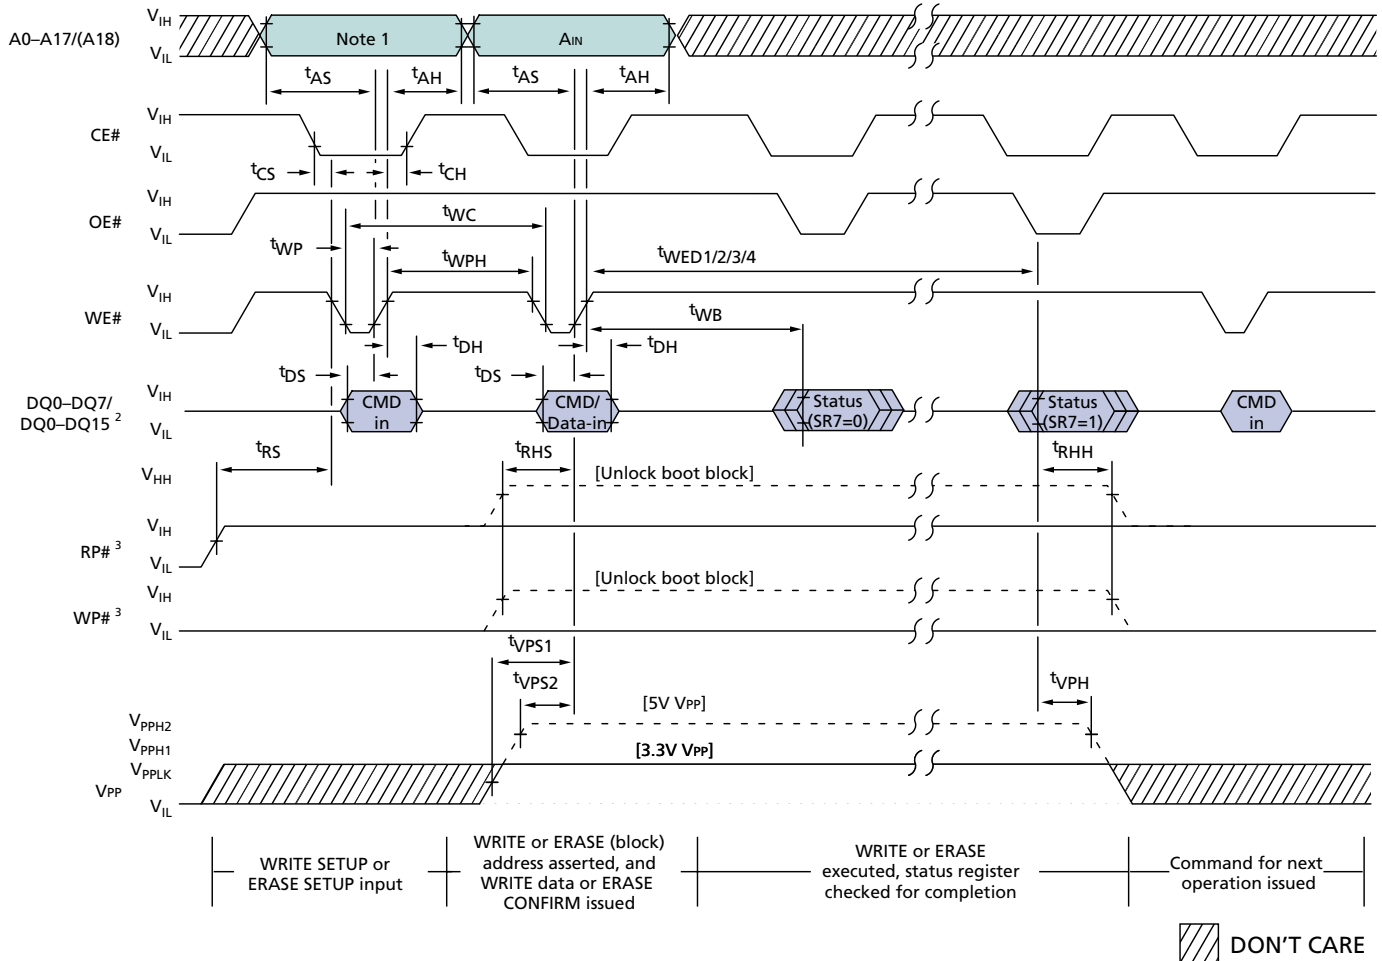 A0–A17/(A18)
VIH
VIL
Note 1
AIN
tAS
tAH
tAS
tAH
CE#
VIH
VIL
tCS
tCH
OE#
VIH
VIL
tWC
tWP
tWPH
tWED1/2/3/4
WE#
VIH
VIL
tWB
tDH
tDH
tDS
tDS
DQ0–DQ7/
DQ0–DQ15 2
VIH
VIL
CMD
in
CMD/
Data-in
Status
(SR7=0)
Status
(SR7=1)
CMD
in
tRS
tRHS
tRHH
VHH
[Unlock boot block]
RP# 3
VIH
VIL
[Unlock boot block]
WP# 3
VIH
VIL
tVPS1
tVPS2
tVPH
[5V VPP]
VPPH2
VPPH1
[3.3V VPP]
VPPLK
VPP
VIL
WRITE SETUP or
ERASE SETUP input
WRITE or ERASE (block)
address asserted, and
WRITE data or ERASE
CONFIRM issued
WRITE or ERASE
executed, status register
checked for completion
Command for next
operation issued
DON'T CARE